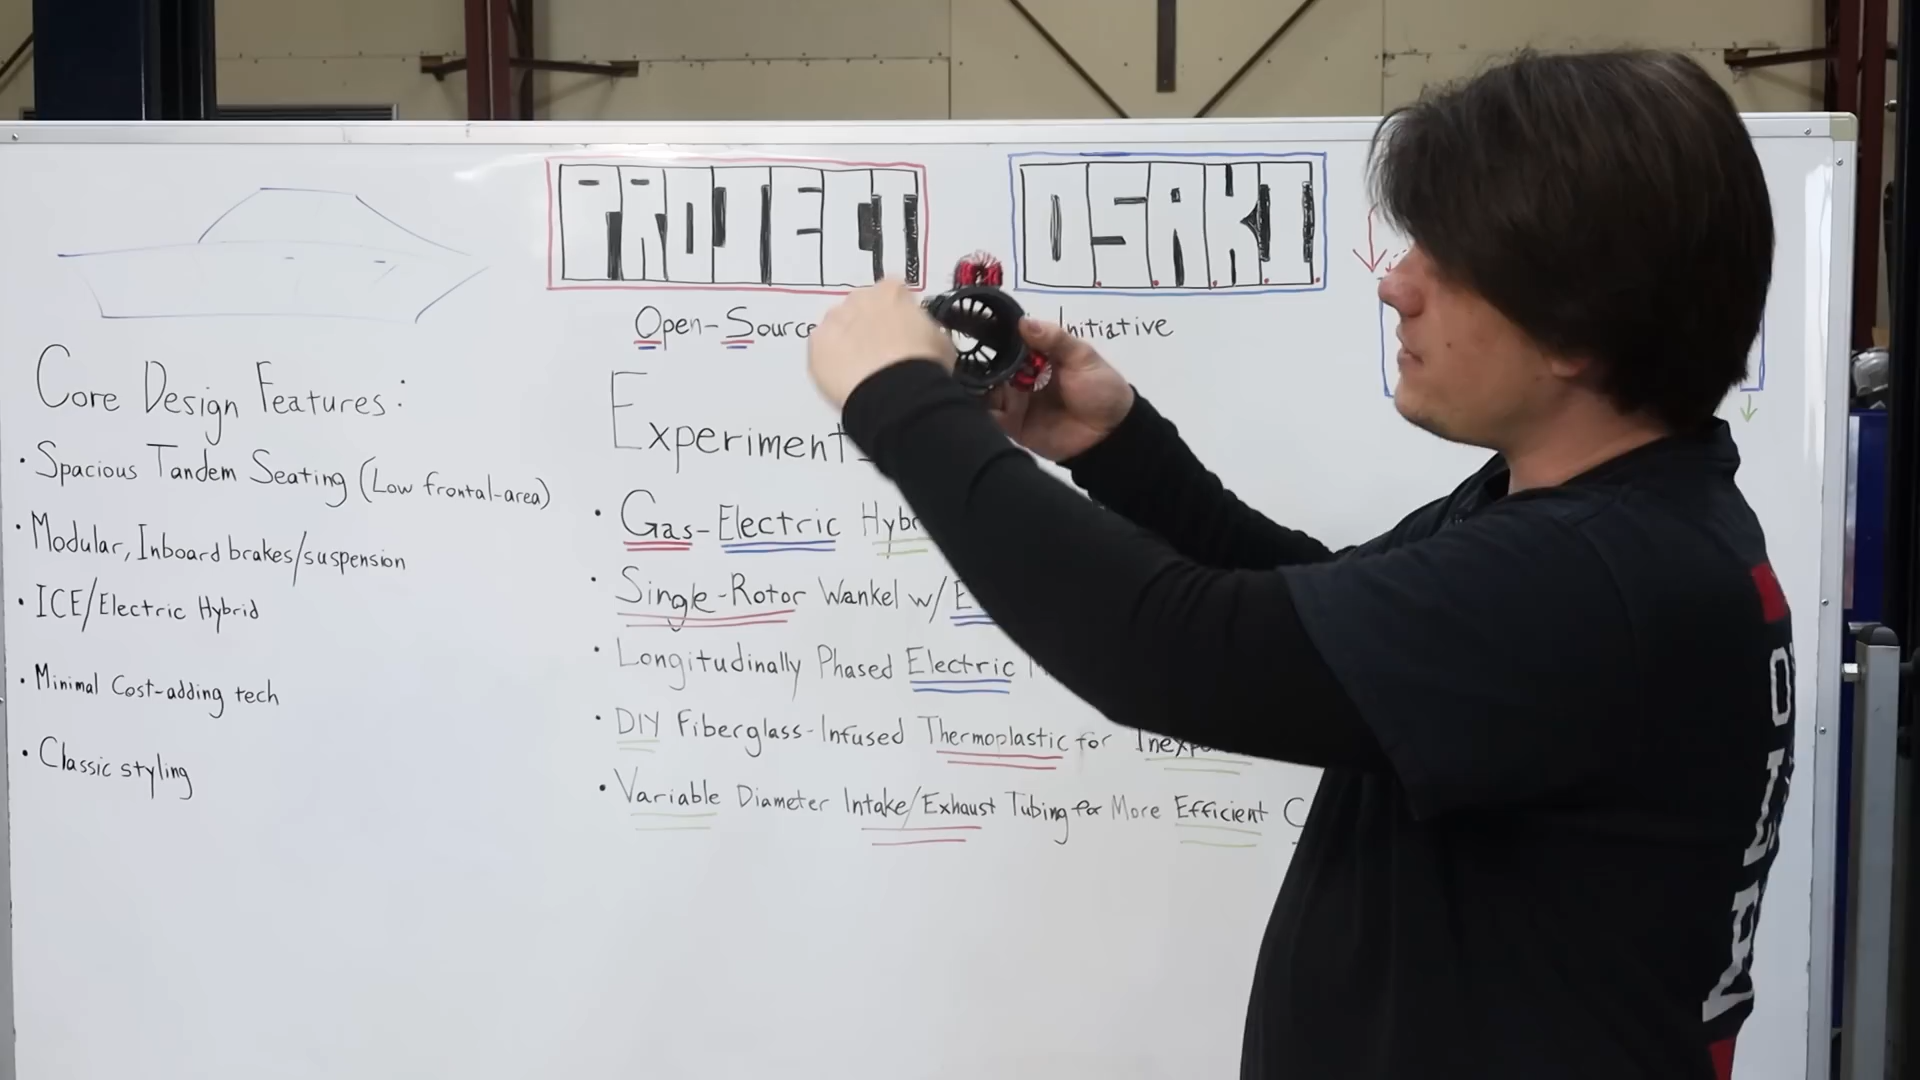 PROJECT OSAKI
Open-Source Initiative
Core Design Features:
• Spacious Tandem Seating (Low frontal-area)
• Modular, Inboard brakes/suspension
• ICE/Electric Hybrid
• Minimal Cost-adding tech
• Classic styling
Experiment
• Gas-Electric Hybr
• Single-Rotor Wankel w/ E
• Longitudinally Phased Electric
• DIY Fiberglass-Infused Thermoplastic for Inexp
• Variable Diameter Intake/Exhaust Tubing for More Efficient C